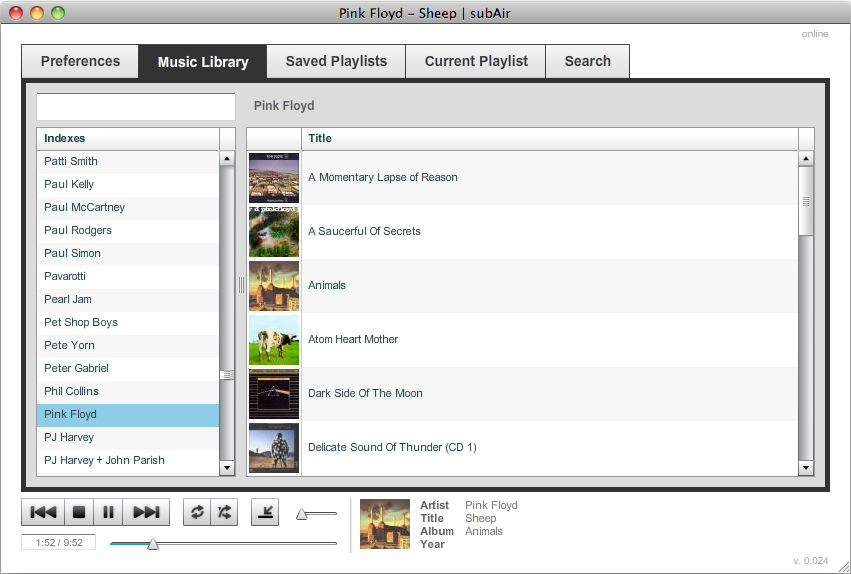 Pink Floyd – Sheep | subAir
online
Preferences
Music Library
Saved Playlists
Current Playlist
Search
Pink Floyd
Indexes
Title
Patti Smith
Paul Kelly
Paul McCartney
Paul Rodgers
Paul Simon
Pavarotti
Pearl Jam
Pet Shop Boys
Pete Yorn
Peter Gabriel
Phil Collins
Pink Floyd
PJ Harvey
PJ Harvey + John Parish
A Momentary Lapse of Reason
A Saucerful Of Secrets
Animals
Atom Heart Mother
Dark Side Of The Moon
Delicate Sound Of Thunder (CD 1)
1:52 / 9:52
Artist Pink Floyd
Title Sheep
Album Animals
Year
v. 0.024